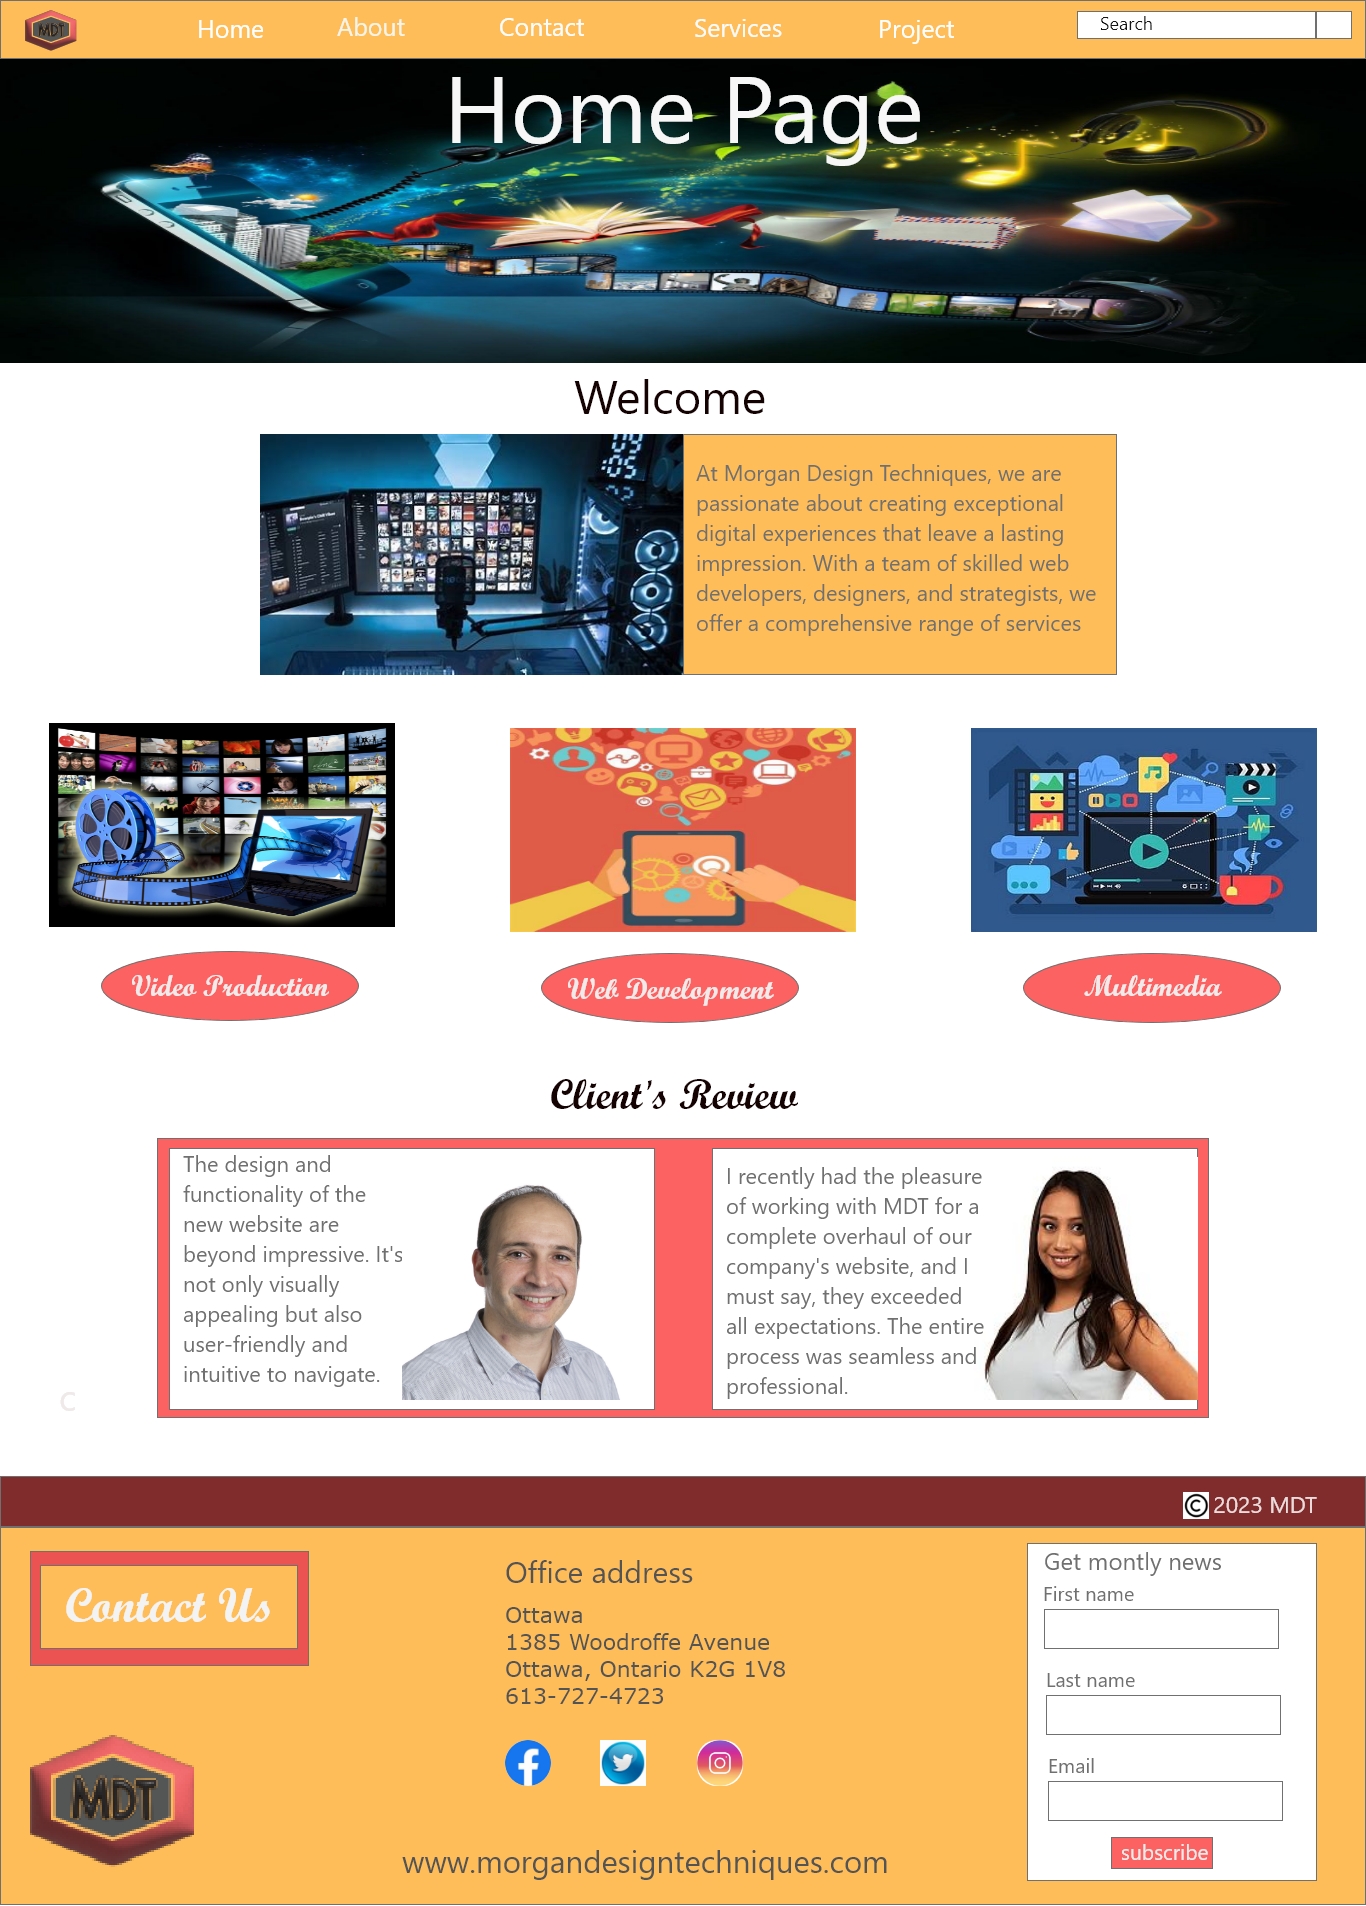 MDT
Home
About
Contact
Services
Project
Search
Home Page
Welcome
At Morgan Design Techniques, we are
passionate about creating exceptional
digital experiences that leave a lasting
impression. With a team of skilled web
developers, designers, and strategists, we
offer a comprehensive range of services
Video Production
Web Development
Multimedia
Client's Review
The design and
functionality of the
new website are
beyond impressive. It's
not only visually
appealing but also
user-friendly and
intuitive to navigate.
I recently had the pleasure
of working with MDT for a
complete overhaul of our
company's website, and I
must say, they exceeded
all expectations. The entire
process was seamless and
professional.
c
© 2023 MDT
Contact Us
MDT
Office address
Ottawa
1385 Woodroffe Avenue
Ottawa, Ontario K2G 1V8
613-727-4723
www.morgandesigntechniques.com
Get montly news
First name
Last name
Email
subscribe